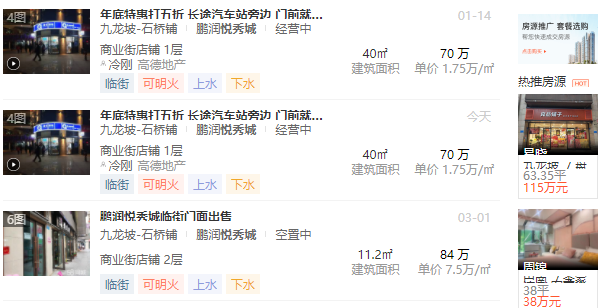 4图
年底特惠打五折 长途汽车站旁边 门前就...
01-14
九龙坡-石桥铺 鹏润悦秀城 经营中
商业街店铺 1层
冷刚 高德地产
临街 可明火 上水 下水
40㎡
建筑面积
70 万
单价 1.75万/㎡
4图
年底特惠打五折 长途汽车站旁边 门前就...
今天
九龙坡-石桥铺 鹏润悦秀城 经营中
商业街店铺 1层
冷刚 高德地产
临街 可明火 上水 下水
40㎡
建筑面积
70 万
单价 1.75万/㎡
6图
鹏润悦秀城临街门面出售
03-01
九龙坡-石桥铺 鹏润悦秀城 空置中
商业街店铺 2层
临街 可明火 上水 下水
11.2㎡
建筑面积
84 万
单价 7.5万/㎡
房源推广 套餐选购
帮您快速成交房源
热推房源 HOT
63.35平
115万元
38平
38万元